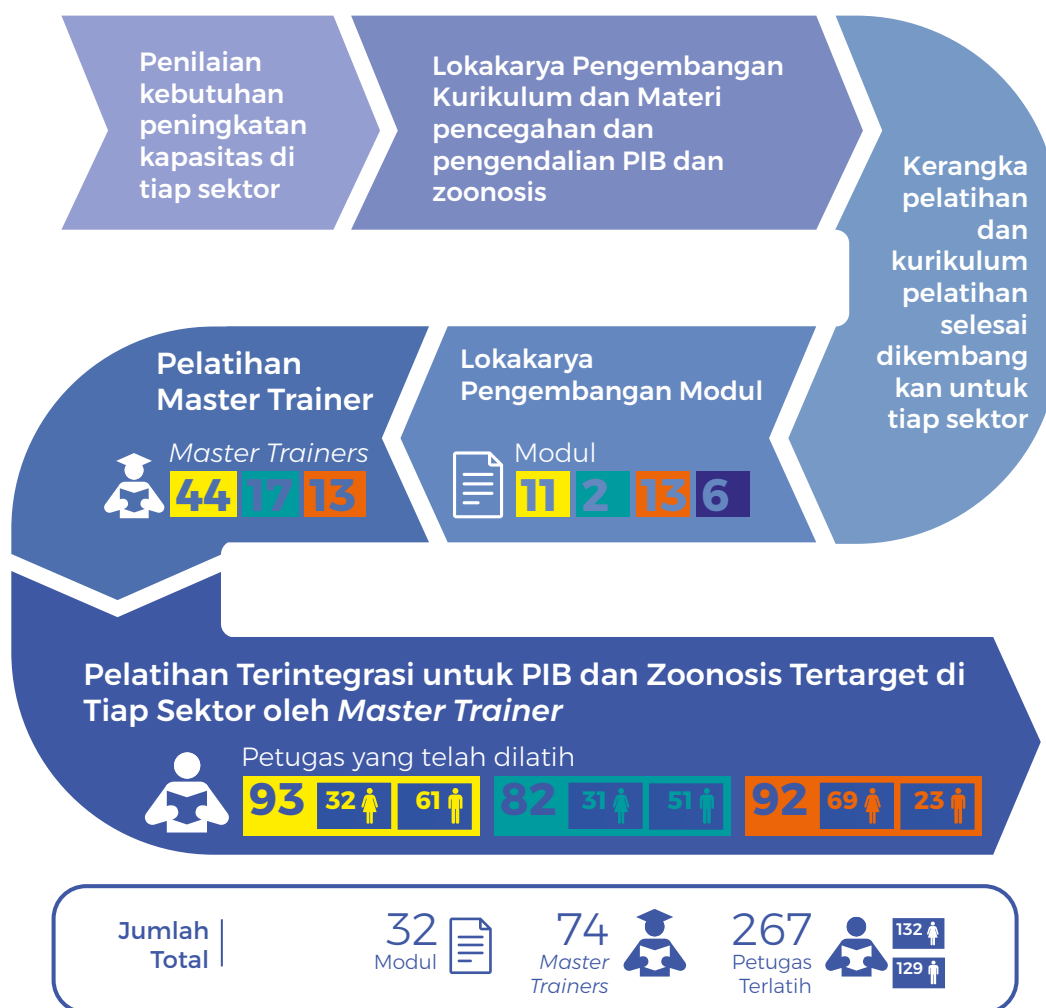 Penilaian
kebutuhan
peningkatan
kapasitas di
tiap sektor
Lokakarya Pengembangan
Kurikulum dan Materi
pencegahan dan
pengendalian PIB dan
zoonosis
Kerangka
pelatihan
dan
kurikulum
pelatihan
selesai
dikembang
kan untuk
tiap sektor
Lokakarya
Pengembangan Modul
Modul
11 2 13 6
Pelatihan
Master Trainer
Master Trainers
44 17 13
Pelatihan Terintegrasi untuk PIB dan Zoonosis Tertarget di
Tiap Sektor oleh Master Trainer
Petugas yang telah dilatih
93 32 61 82 31 51 92 69 23
Jumlah
Total
32
Modul
74
Master
Trainers
267
Petugas
Terlatih
132
129